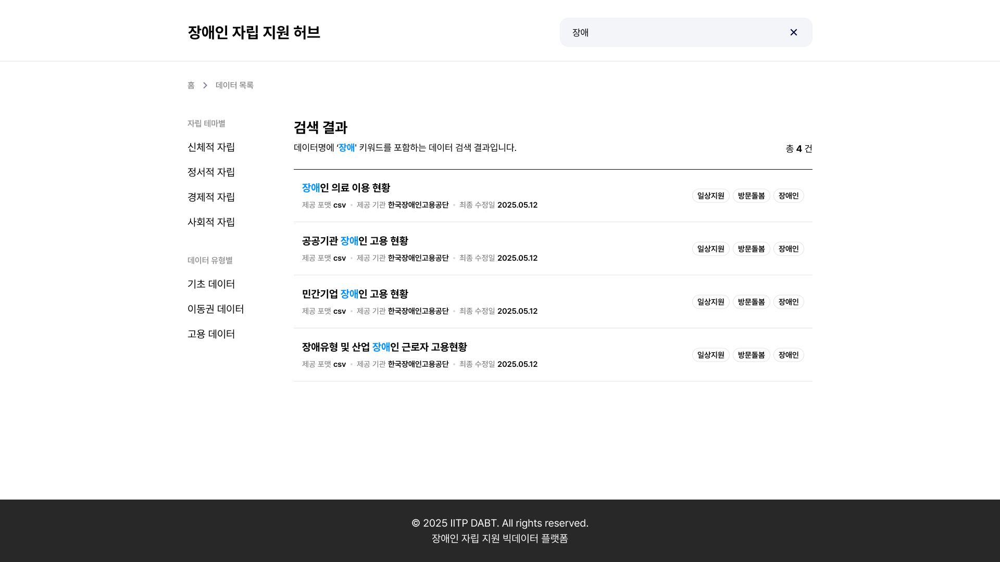 장애인 자립 지원 허브
장애
홈 데이터 목록
자립 테마별
신체적 자립
정서적 자립
경제적 자립
사회적 자립
데이터 유형별
기초 데이터
이동권 데이터
고용 데이터
검색 결과
데이터명에 ‘장애' 키워드를 포함하는 데이터 검색 결과입니다.
총 4 건
장애인 의료 이용 현황
제공 포맷 csv • 제공 기관 한국장애인고용공단 • 최종 수정일 2025.05.12
일상지원 방문돌봄 장애인
공공기관 장애인 고용 현황
제공 포맷 csv • 제공 기관 한국장애인고용공단 • 최종 수정일 2025.05.12
일상지원 방문돌봄 장애인
민간기업 장애인 고용 현황
제공 포맷 csv • 제공 기관 한국장애인고용공단 • 최종 수정일 2025.05.12
일상지원 방문돌봄 장애인
장애유형 및 산업 장애인 근로자 고용현황
제공 포맷 csv • 제공 기관 한국장애인고용공단 • 최종 수정일 2025.05.12
일상지원 방문돌봄 장애인
© 2025 IITP DABT. All rights reserved.
장애인 자립 지원 빅데이터 플랫폼